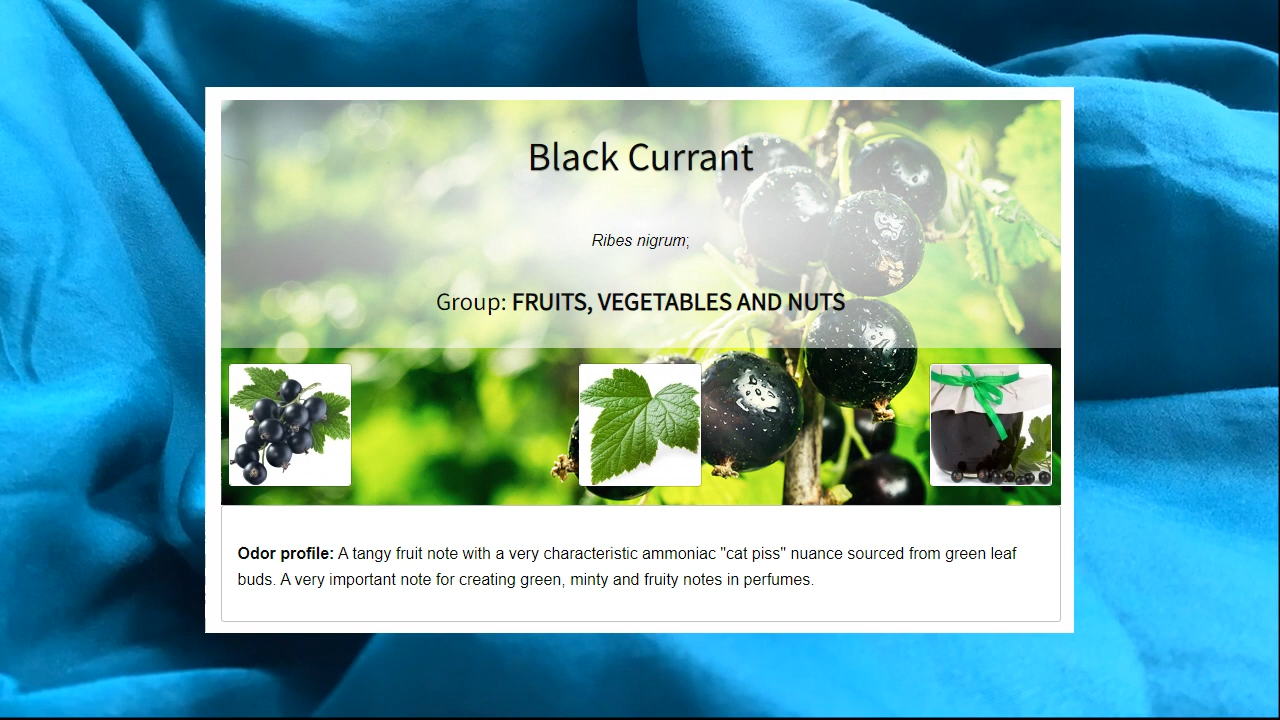 Black Currant
Ribes nigrum;
Group: FRUITS, VEGETABLES AND NUTS
Odor profile: A tangy fruit note with a very characteristic ammoniac "cat piss" nuance sourced from green leaf
buds. A very important note for creating green, minty and fruity notes in perfumes.